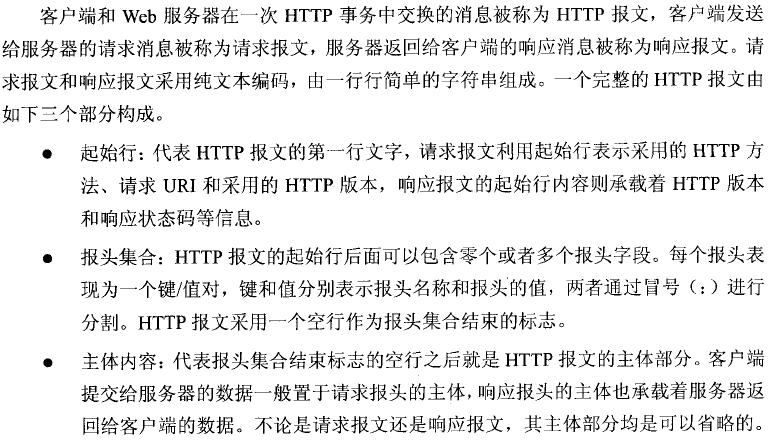 客户端和 Web 服务器在一次 HTTP 事务中交换的消息被称为 HTTP 报文，客户端发送
给服务器的请求消息被称为请求报文，服务器返回给客户端的响应消息被称为响应报文。请
求报文和响应报文采用纯文本编码，由一行行简单的字符串组成。一个完整的 HTTP 报文由
如下三个部分构成。
● 起始行：代表 HTTP 报文的第一行文字，请求报文利用起始行表示采用的 HTTP 方
法、请求 URI 和采用的 HTTP 版本，响应报文的起始行内容则承载着 HTTP 版本
和响应状态码等信息。
● 报头集合：HTTP 报文的起始行后面可以包含零个或者多个报头字段。每个报头表
现为一个键/值对，键和值分别表示报头名称和报头的值，两者通过冒号（:）进行
分割。HTTP 报文采用一个空行作为报头集合结束的标志。
● 主体内容：代表报头集合结束标志的空行之后就是 HTTP 报文的主体部分。客户端
提交给服务器的数据一般置于请求报头的主体，响应报头的主体也承载着服务器返
回给客户端的数据。不论是请求报文还是响应报文，其主体部分均是可以省略的。